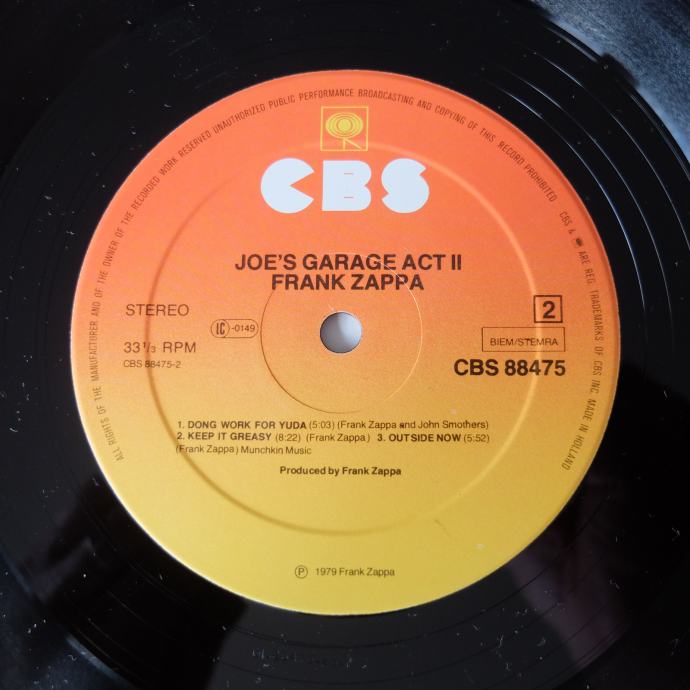 ALL RIGHTS OF THE MANUFACTURER AND OF THE OWNER OF THE RECORDED WORK RESERVED UNAUTHORIZED PUBLIC PERFORMANCE BROADCASTING AND COPYING OF THIS RECORD PROHIBITED
CBS & ARE REG. TRADEMARKS OF CBS INC. MADE IN HOLLAND
CBS
JOE'S GARAGE ACT II
FRANK ZAPPA
STEREO
2
IC -0149
BIEM/STEMRA
33 1/3 RPM
CBS 88475-2
CBS 88475
1. DONG WORK FOR YUDA (5:03) (Frank Zappa and John Smothers)
2. KEEP IT GREASY (8:22) (Frank Zappa) 3. OUTSIDE NOW (5:52)
(Frank Zappa) Munchkin Music
Produced by Frank Zappa
Ⓟ 1979 Frank Zappa